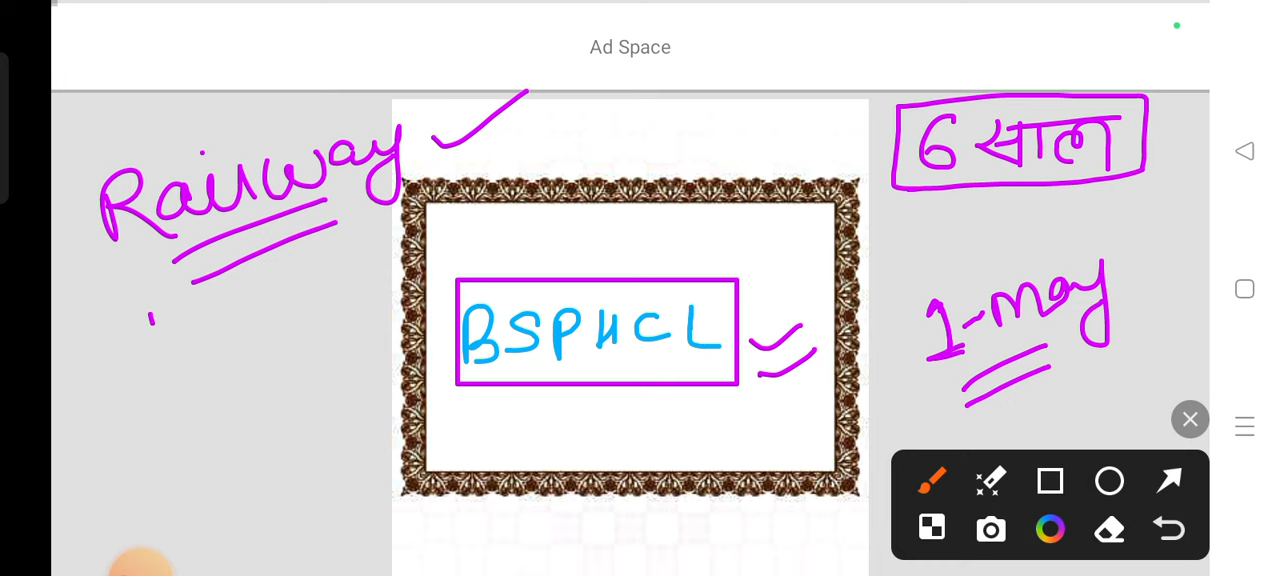 Ad Space
Railway
6 साल
BSPHCL
1-may